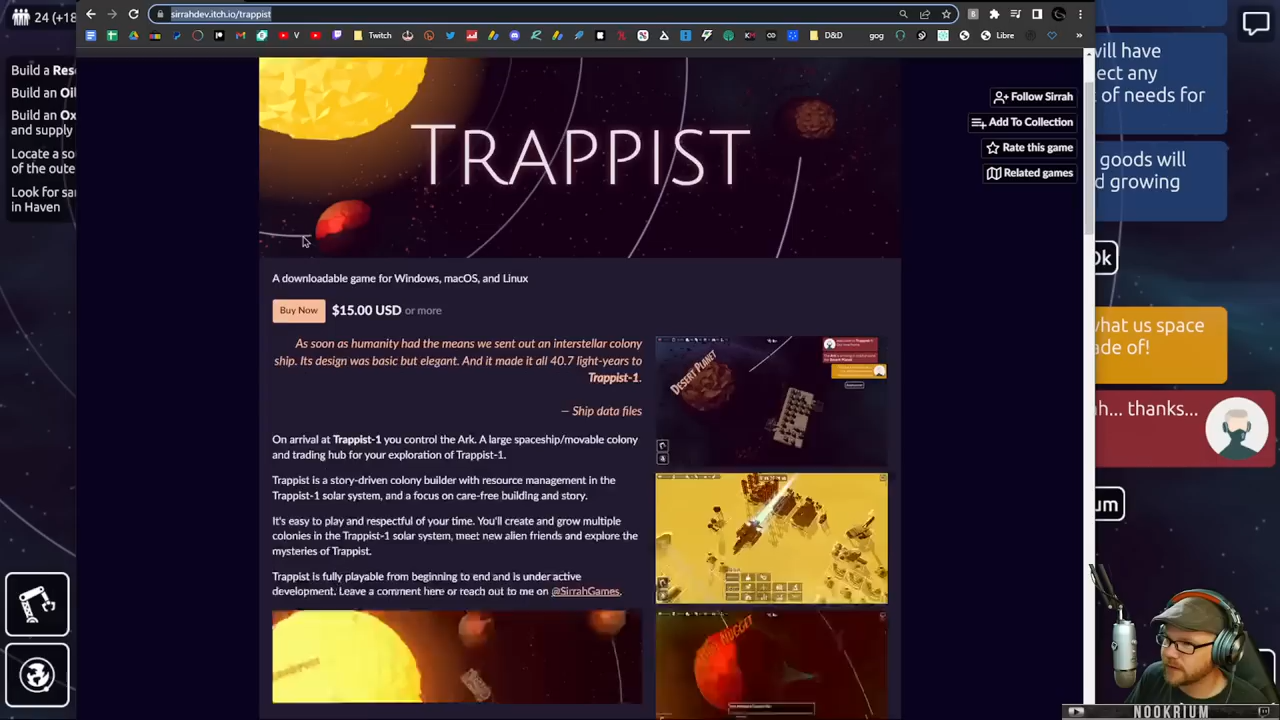 24 (+18
sirrahdev.itch.io/trappist
Twitch
D&D
gog
Libre
Build a Res
Build an Oil
Build an Ox
and supply
Locate a so
of the oute
Look for sa
in Haven
TRAPPIST
Follow Sirrah
Add To Collection
Rate this game
Related games
will have
ect any
of needs for
goods will
d growing
Ok
what us space
ade of!
h... thanks...
um
A downloadable game for Windows, macOS, and Linux
Buy Now $15.00 USD or more
As soon as humanity had the means we sent out an interstellar colony
ship. Its design was basic but elegant. And it made it all 40.7 light-years to
Trappist-1.
— Ship data files
On arrival at Trappist-1 you control the Ark. A large spaceship/movable colony
and trading hub for your exploration of Trappist-1.
Trappist is a story-driven colony builder with resource management in the
Trappist-1 solar system, and a focus on care-free building and story.
It's easy to play and respectful of your time. You'll create and grow multiple
colonies in the Trappist-1 solar system, meet new alien friends and explore the
mysteries of Trappist.
Trappist is fully playable from beginning to end and is under active
development. Leave a comment here or reach out to me on @SirrahGames.
DESERT PLANET
NUGGET
NOOKRIUM